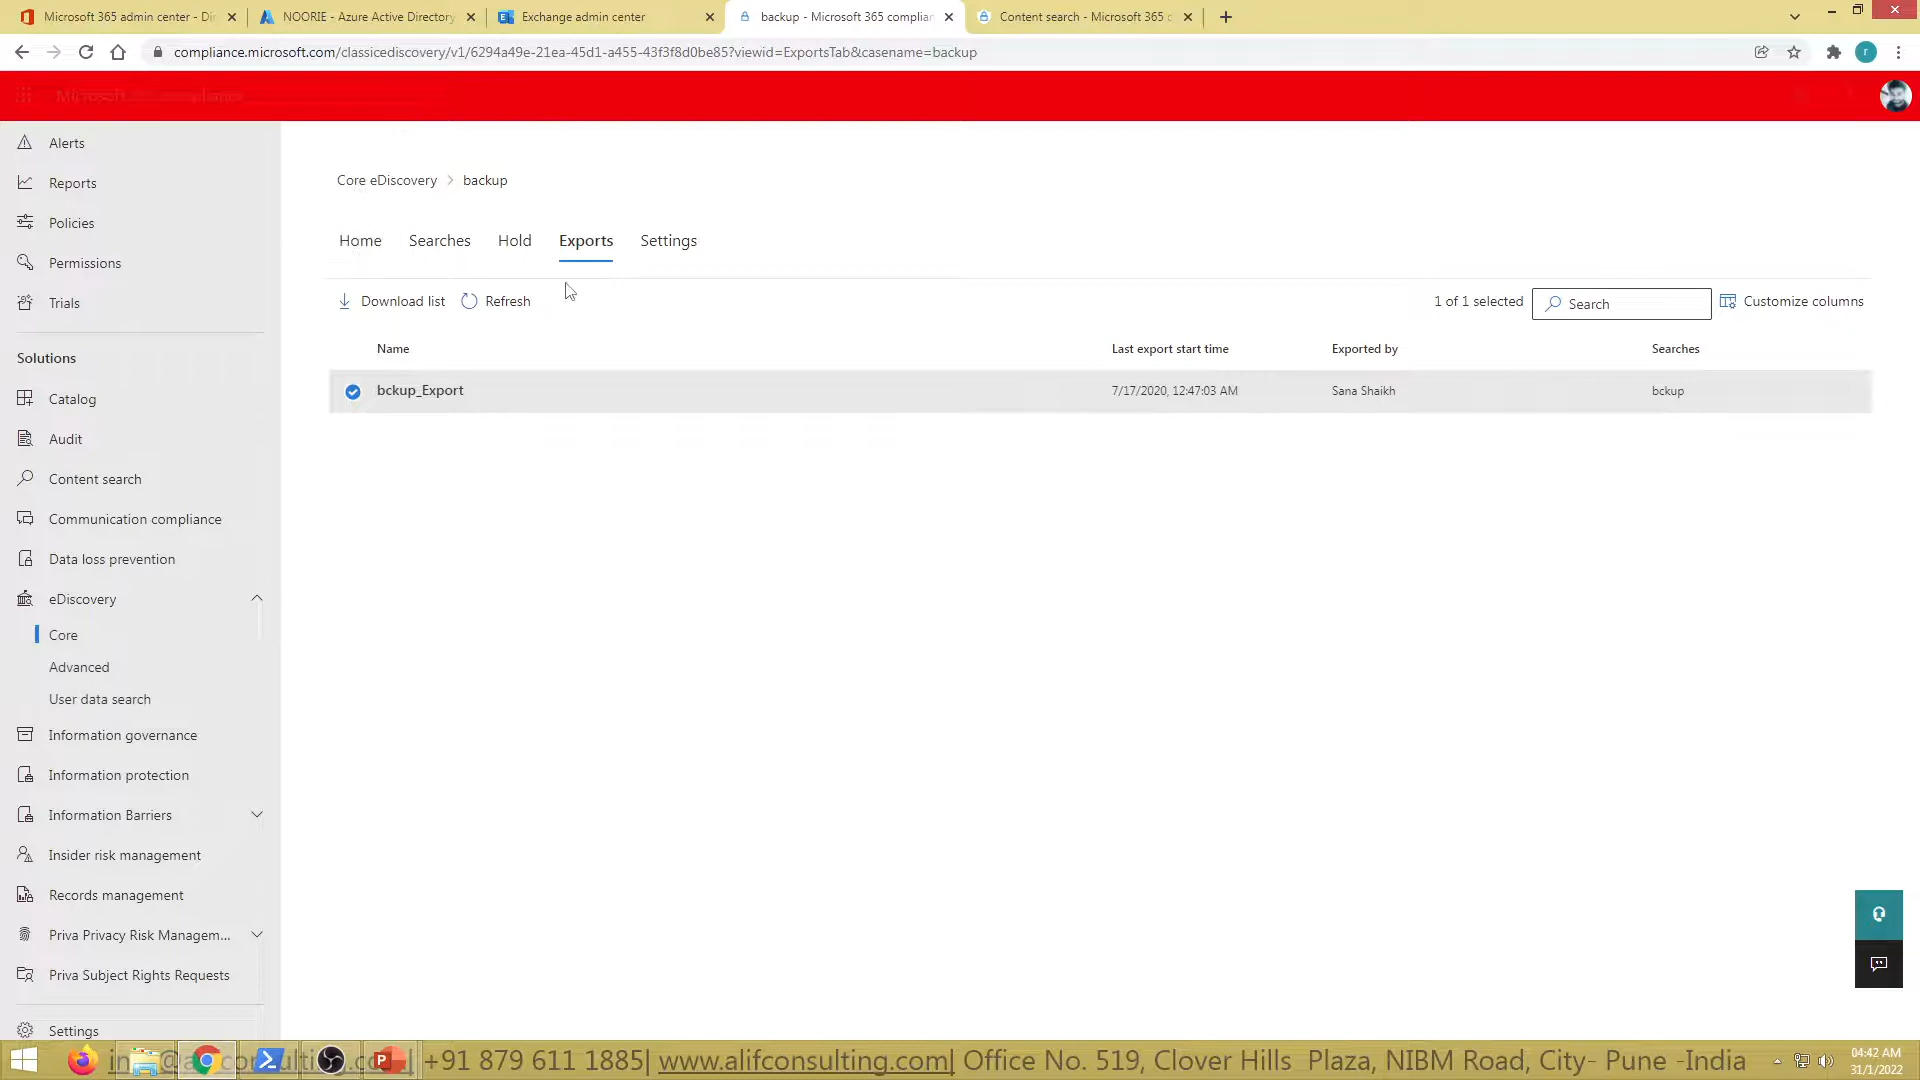 Microsoft 365 admin center - Di
NOORIE - Azure Active Directory
Exchange admin center
backup - Microsoft 365 complian
Content search - Microsoft 365 c
compliance.microsoft.com/classicediscovery/v1/6294a49e-21ea-45d1-a455-43f3f8d0be85?viewid=ExportsTab&casename=backup
r
Microsoft 365 compliance
Alerts
Reports
Policies
Permissions
Trials
Solutions
Catalog
Audit
Content search
Communication compliance
Data loss prevention
eDiscovery
Core
Advanced
User data search
Information governance
Information protection
Information Barriers
Insider risk management
Records management
Priva Privacy Risk Managem...
Priva Subject Rights Requests
Settings
Core eDiscovery > backup
Home Searches Hold Exports Settings
Download list Refresh
1 of 1 selected Search Customize columns
Name Last export start time Exported by Searches
bckup_Export 7/17/2020, 12:47:03 AM Sana Shaikh bckup
| +91 879 611 1885| www.alifconsulting.com| Office No. 519, Clover Hills Plaza, NIBM Road, City- Pune -India
04:42 AM
31/1/2022